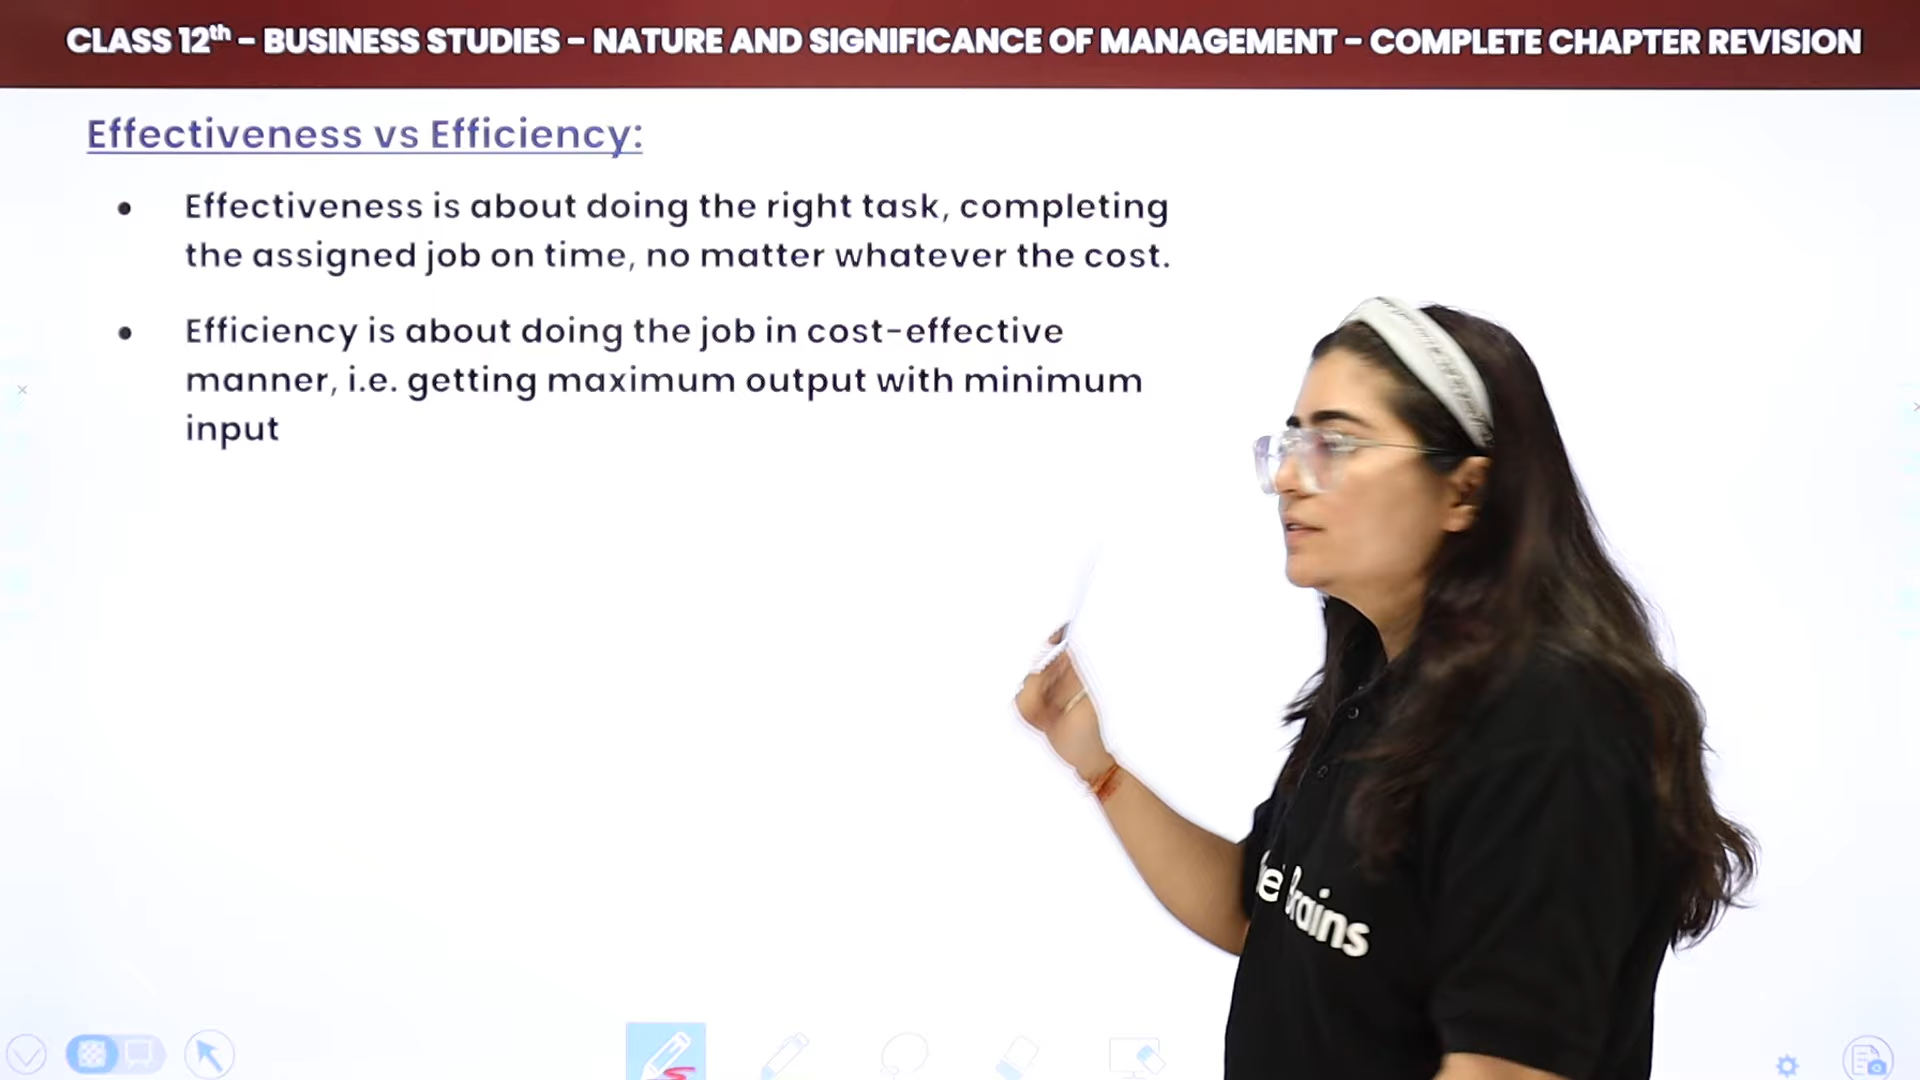 CLASS 12th - BUSINESS STUDIES - NATURE AND SIGNIFICANCE OF MANAGEMENT - COMPLETE CHAPTER REVISION
Effectiveness vs Efficiency:
• Effectiveness is about doing the right task, completing
the assigned job on time, no matter whatever the cost.
• Efficiency is about doing the job in cost-effective
manner, i.e. getting maximum output with minimum
input
Brains